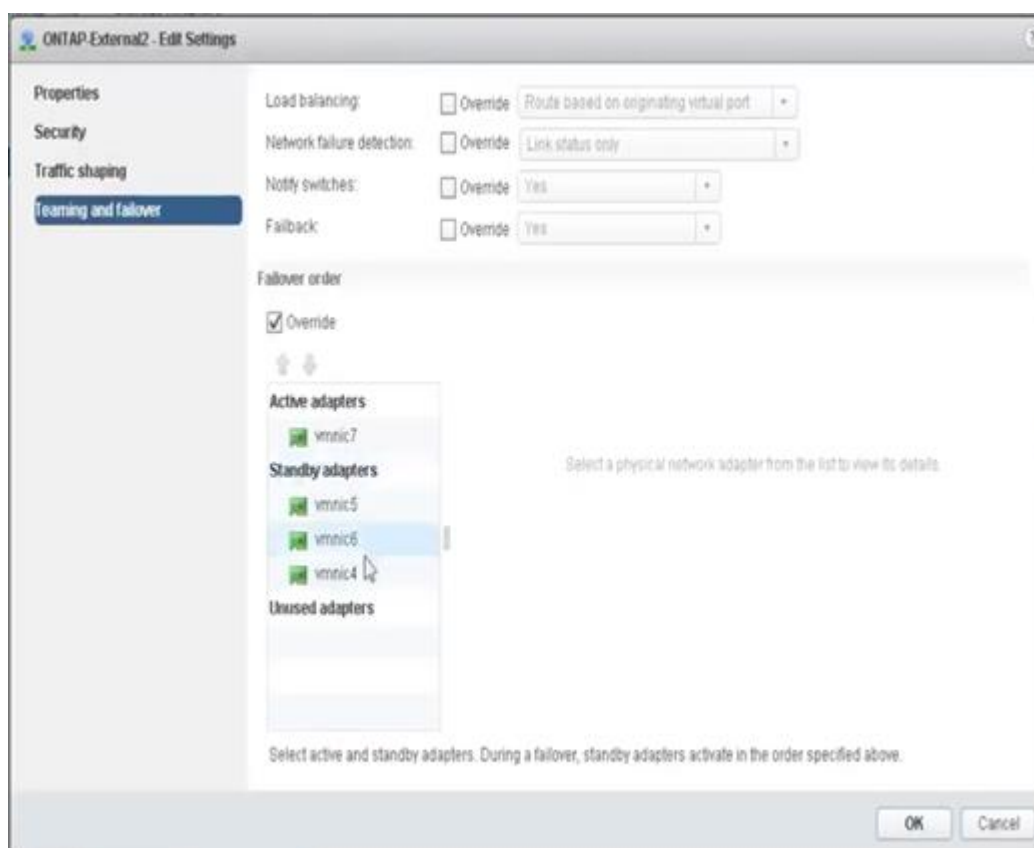 ONTAP-External2 - Edit Settings
Properties
Security
Traffic shaping
Teaming and failover
Load balancing: Override Route based on originating virtual port
Network failure detection: Override Link status only
Notify switches: Override Yes
Failback: Override Yes
Failover order
Override
Active adapters
vmnic7
Standby adapters
vmnic5
vmnic6
vmnic4
Unused adapters
Select a physical network adapter from the list to view its details.
Select active and standby adapters. During a failover, standby adapters activate in the order specified above.
OK Cancel